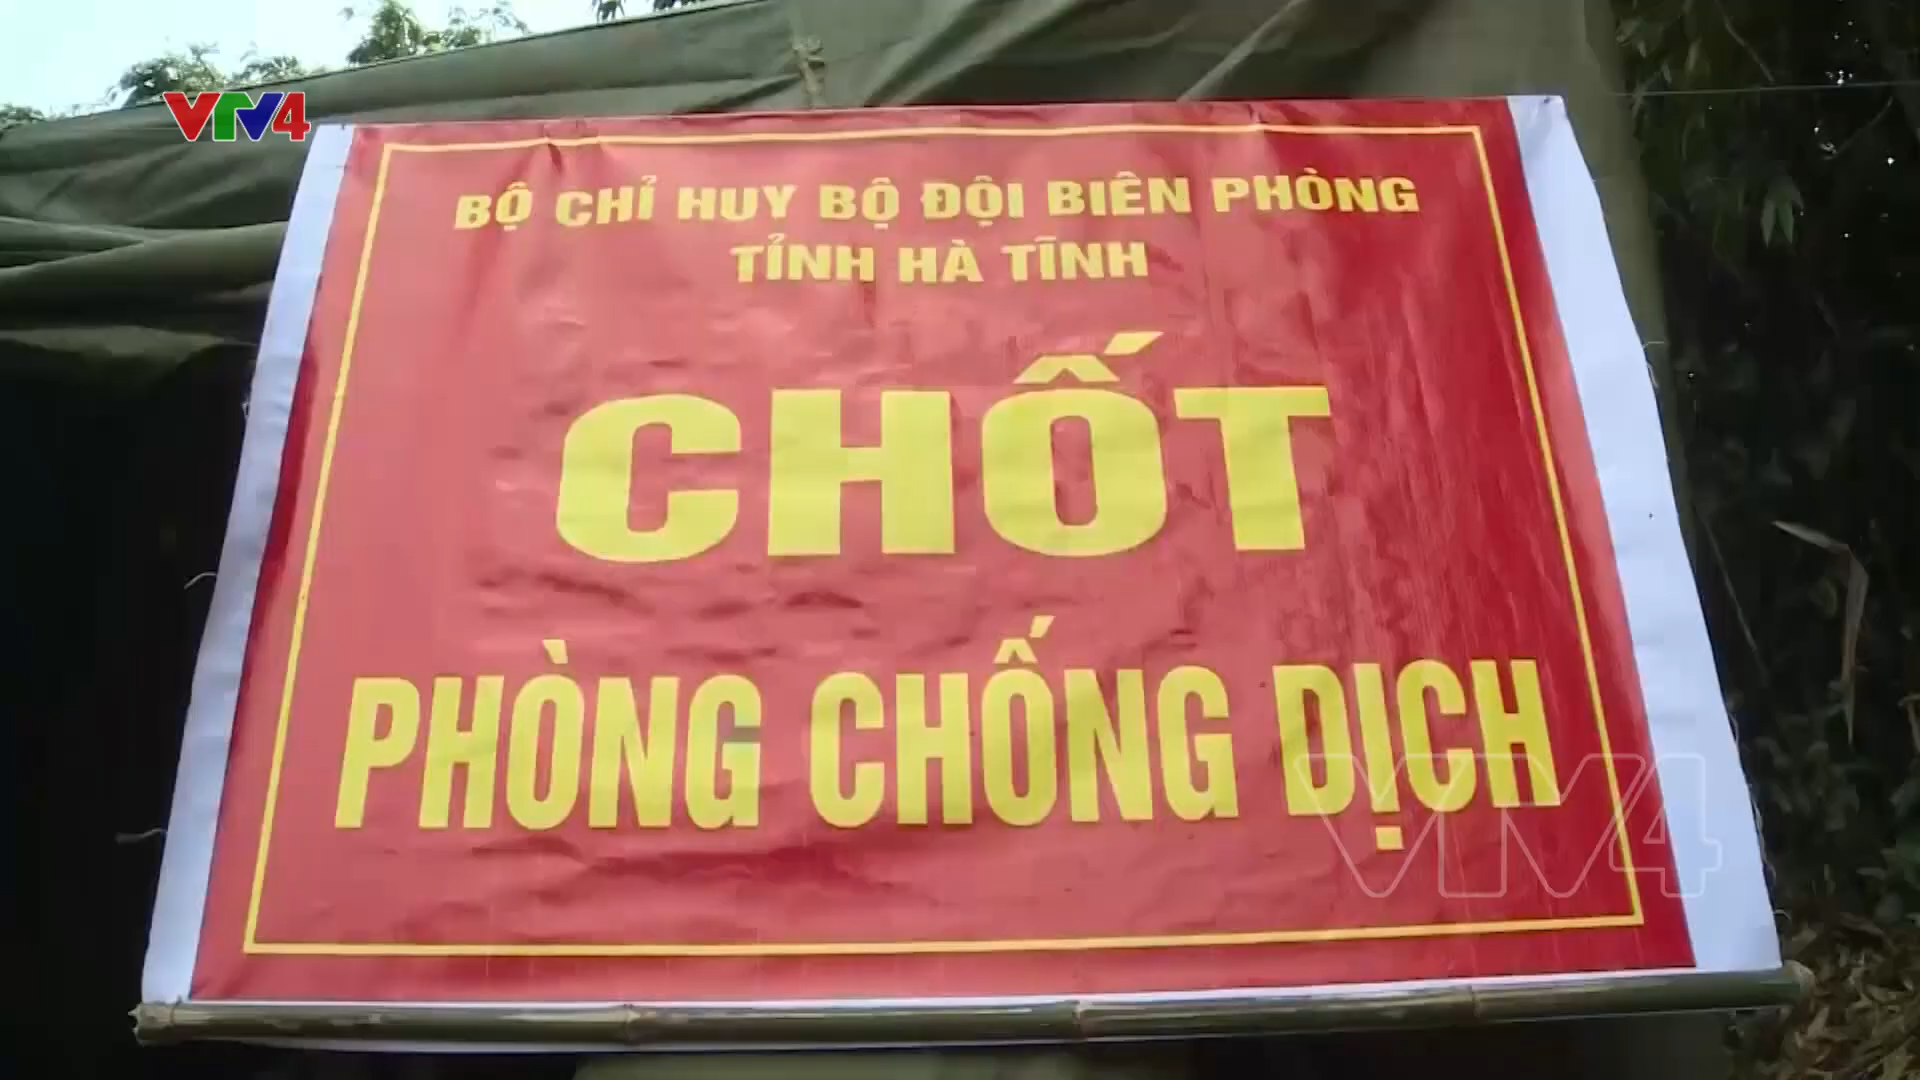 VTV4
BỘ CHỈ HUY BỘ ĐỘI BIÊN PHÒNG
TỈNH HÀ TĨNH
CHỐT
PHÒNG CHỐNG DỊCH
VTV4